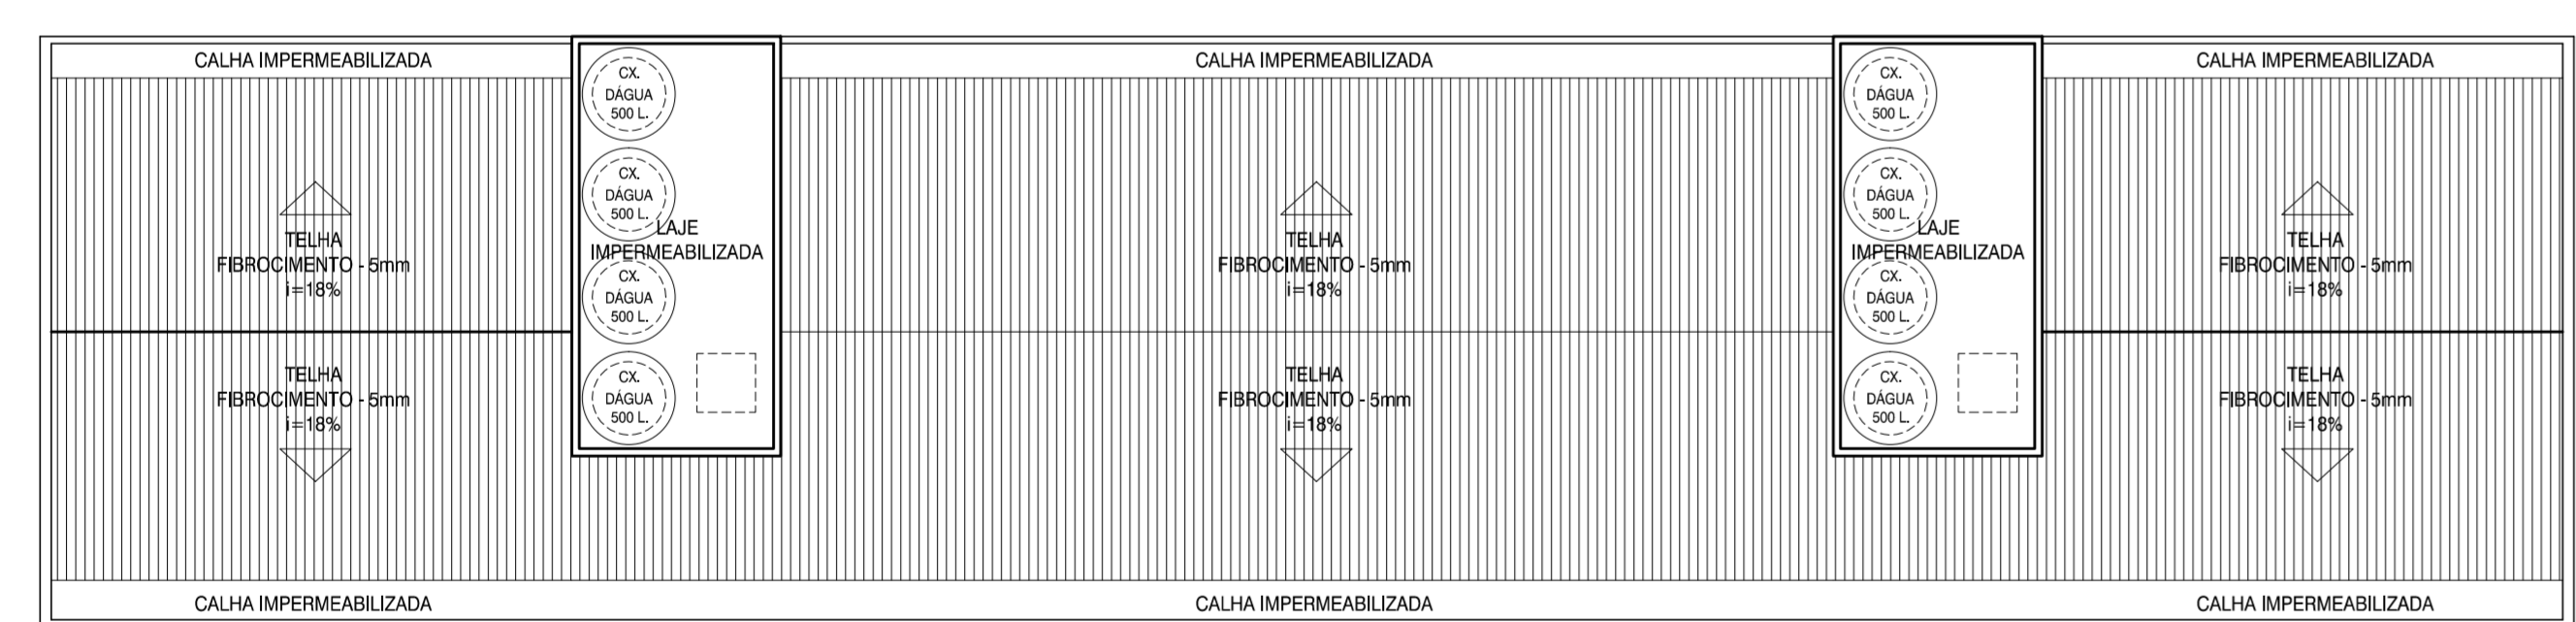 CALHA IMPERMEABILIZADA
CALHA IMPERMEABILIZADA
CALHA IMPERMEABILIZADA
CX.
DÁGUA
500 L.
CX.
DÁGUA
500 L.
CX.
DÁGUA
500 L.
CX.
DÁGUA
500 L.
LAJE
IMPERMEABILIZADA
CX.
DÁGUA
500 L.
CX.
DÁGUA
500 L.
CX.
DÁGUA
500 L.
CX.
DÁGUA
500 L.
LAJE
IMPERMEABILIZADA
TELHA
FIBROCIMENTO - 5mm
i=18%
TELHA
FIBROCIMENTO - 5mm
i=18%
TELHA
FIBROCIMENTO - 5mm
i=18%
TELHA
FIBROCIMENTO - 5mm
i=18%
TELHA
FIBROCIMENTO - 5mm
i=18%
TELHA
FIBROCIMENTO - 5mm
i=18%
CALHA IMPERMEABILIZADA
CALHA IMPERMEABILIZADA
CALHA IMPERMEABILIZADA